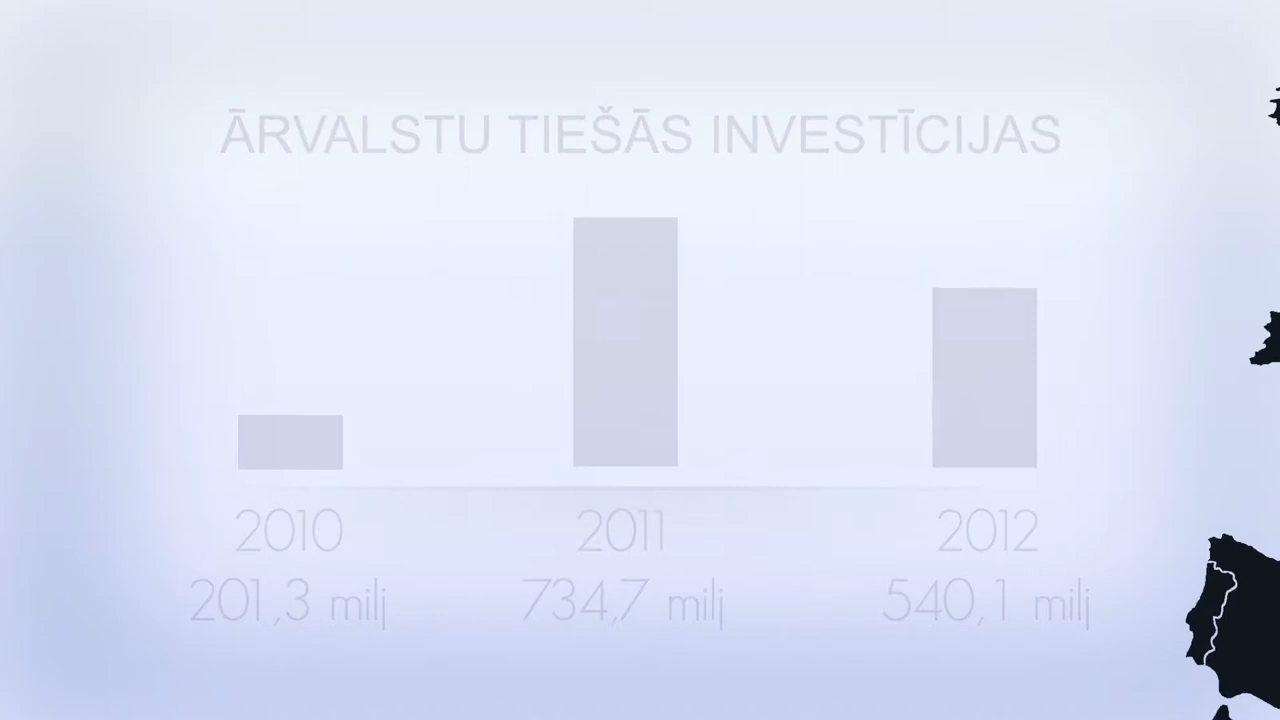 ĀRVALSTU TIEŠĀS INVESTĪCIJAS
2010 2011 2012
201,3 milj 734,7 milj 540,1 milj